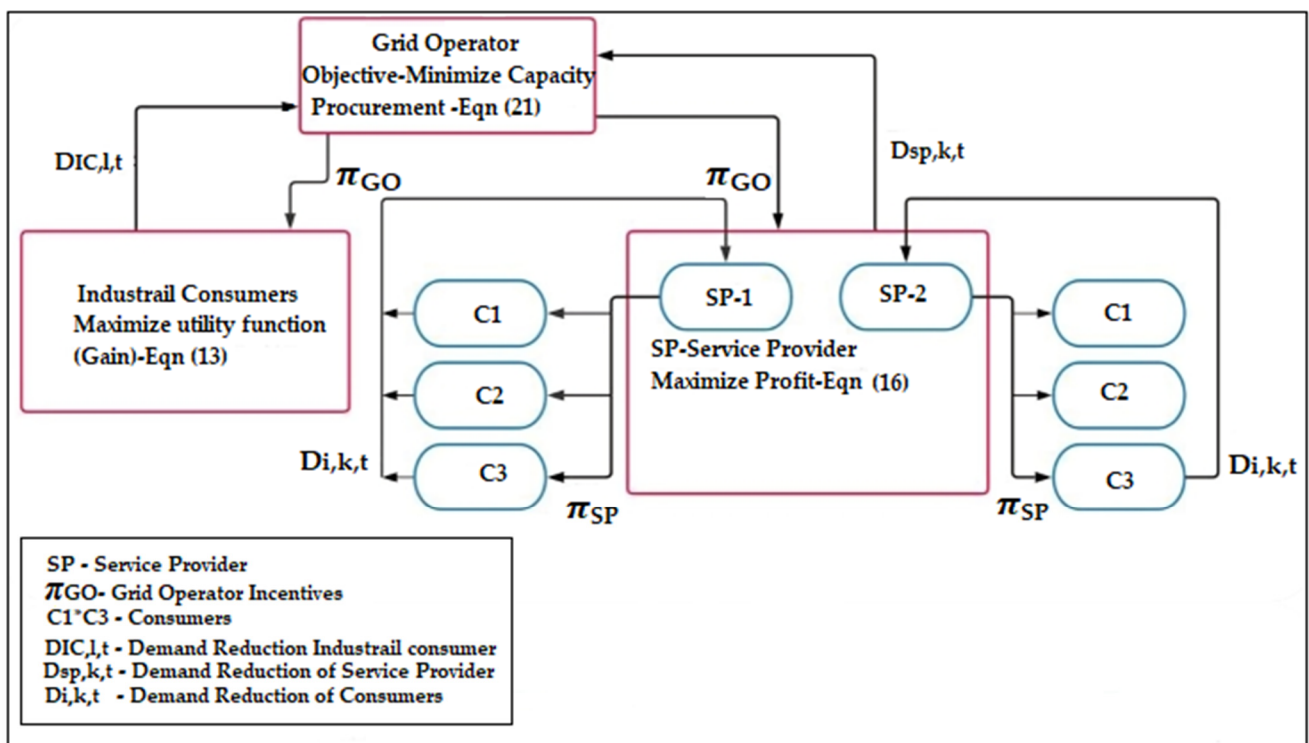 Grid Operator
Objective-Minimize Capacity
Procurement -Eqn (21)
DIC,l,t
πGO
πGO
Dsp,k,t
Industrail Consumers
Maximize utility function
(Gain)-Eqn (13)
C1
C2
C3
SP-1
SP-2
SP-Service Provider
Maximize Profit-Eqn (16)
C1
C2
C3
Di,k,t
πSP
πSP
Di,k,t
SP - Service Provider
πGO- Grid Operator Incentives
C1~C3 - Consumers
DIC,l,t - Demand Reduction Industrail consumer
Dsp,k,t - Demand Reduction of Service Provider
Di,k,t - Demand Reduction of Consumers